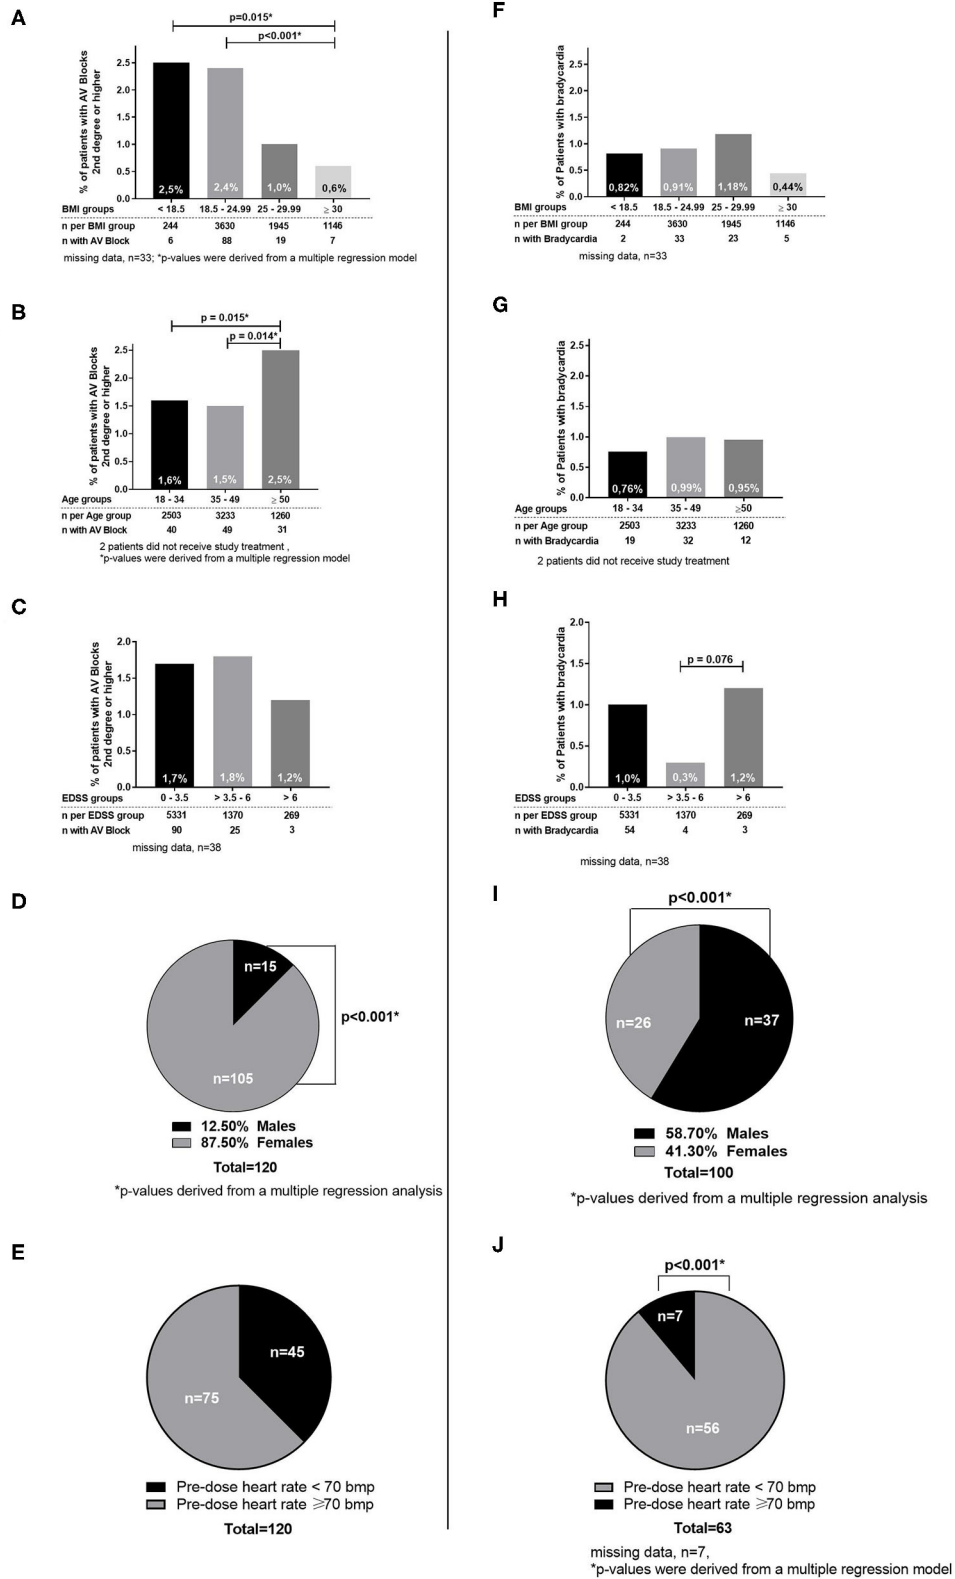 A
p=0.015*
p<0.001*
% of patients with AV Blocks
2nd degree or higher
2.5
2.0
1.5
1.0
0.5
0.0
2,5% 2,4% 1,0% 0,6%
BMI groups < 18.5 18.5 - 24.99 25 - 29.99 ≥ 30
n per BMI group 244 3630 1945 1146
n with AV Block 6 88 19 7
missing data, n=33; *p-values were derived from a multiple regression model
B
p = 0.015*
p = 0.014*
% of patients with AV Blocks
2nd degree or higher
2.5
2.0
1.5
1.0
0.5
0.0
1,6% 1,5% 2,5%
Age groups 18 - 34 35 - 49 ≥ 50
n per Age group 2503 3233 1260
n with AV Block 40 49 31
2 patients did not receive study treatment ,
*p-values were derived from a multiple regression model
C
% of patients with AV Blocks
2nd degree or higher
2.0
1.5
1.0
0.5
0.0
1,7% 1,8% 1,2%
EDSS groups 0 - 3.5 > 3.5 - 6 > 6
n per EDSS group 5331 1370 269
n with AV Block 90 25 3
missing data, n=38
D
n=15
p<0.001*
n=105
12.50% Males
87.50% Females
Total=120
*p-values derived from a multiple regression analysis
E
n=45
n=75
Pre-dose heart rate < 70 bmp
Pre-dose heart rate ≥70 bmp
Total=120
F
% of Patients with bradycardia
2.5
2.0
1.5
1.0
0.5
0.0
0,82% 0,91% 1,18% 0,44%
BMI groups < 18.5 18.5 - 24.99 25 - 29.99 ≥ 30
n per BMI group 244 3630 1945 1146
n with Bradycardia 2 33 23 5
missing data, n=33
G
% of Patients with bradycardia
2.5
2.0
1.5
1.0
0.5
0.0
0,76% 0,99% 0,95%
Age groups 18 - 34 35 - 49 ≥50
n per Age group 2503 3233 1260
n with Bradycardia 19 32 12
2 patients did not receive study treatment
H
% of Patients with bradycardia
2.0
1.5
1.0
0.5
0.0
p = 0.076
1,0% 0,3% 1,2%
EDSS groups 0 - 3.5 > 3.5 - 6 > 6
n per EDSS group 5331 1370 269
n with Bradycardia 54 4 3
missing data, n=38
I
p<0.001*
n=26 n=37
58.70% Males
41.30% Females
Total=100
*p-values derived from a multiple regression analysis
J
p<0.001*
n=7
n=56
Pre-dose heart rate < 70 bmp
Pre-dose heart rate ≥70 bmp
Total=63
missing data, n=7,
*p-values were derived from a multiple regression model